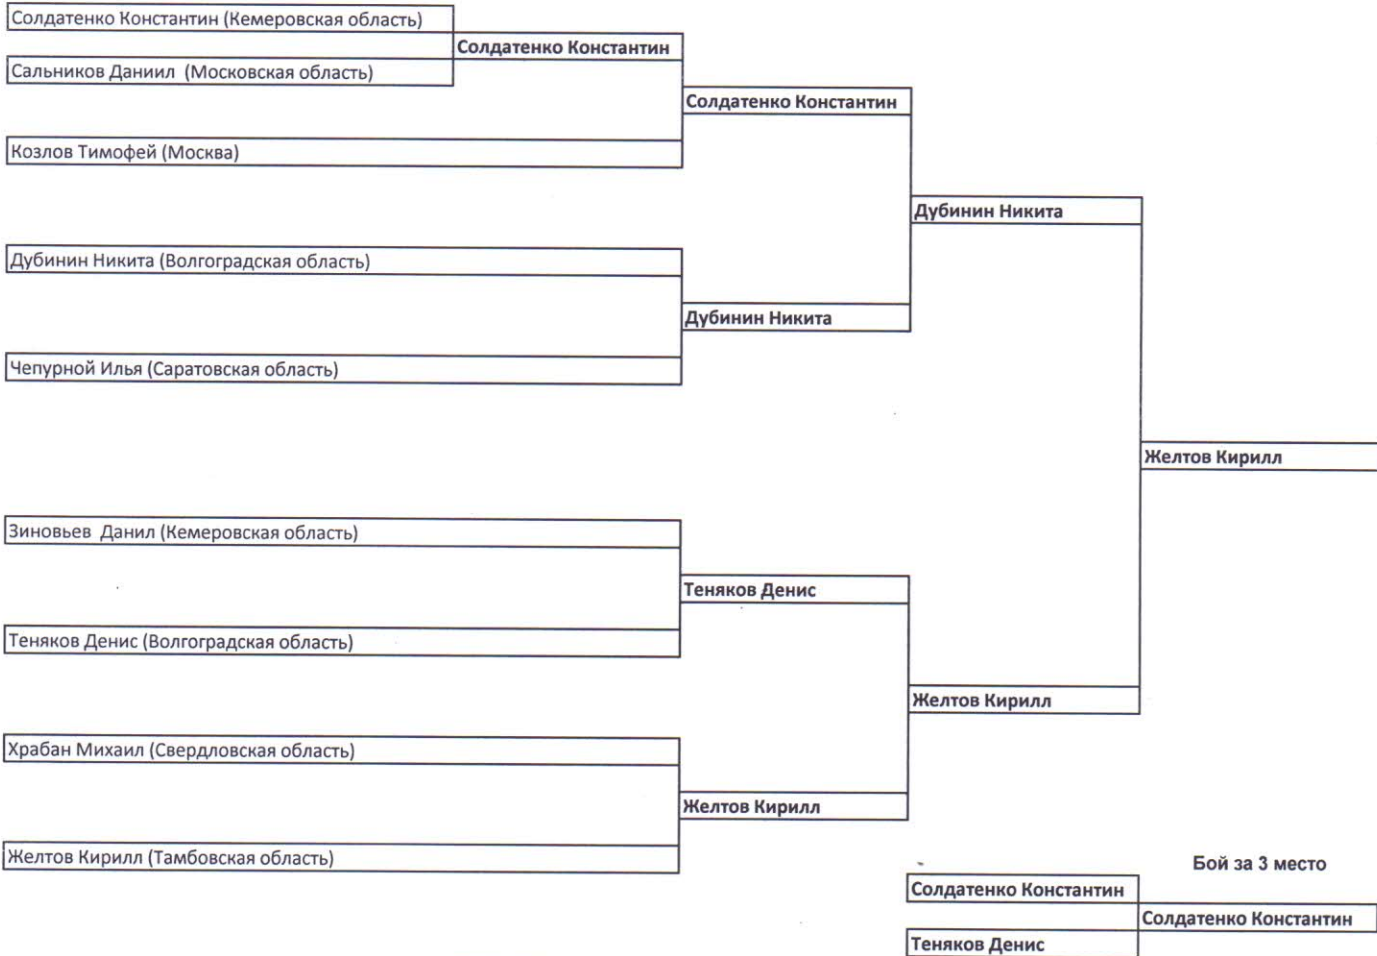 Солдатенко Константин (Кемеровская область)
Солдатенко Константин
Сальников Даниил  (Московская область)
Солдатенко Константин
Козлов Тимофей (Москва)
Дубинин Никита
Дубинин Никита (Волгоградская область)
Дубинин Никита
Чепурной Илья (Саратовская область)
Желтов Кирилл
Зиновьев  Данил (Кемеровская область)
Теняков Денис
Теняков Денис (Волгоградская область)
Желтов Кирилл
Храбан Михаил (Свердловская область)
Желтов Кирилл
Желтов Кирилл (Тамбовская область)
Бой за 3 место
Солдатенко Константин
Солдатенко Константин
Теняков Денис